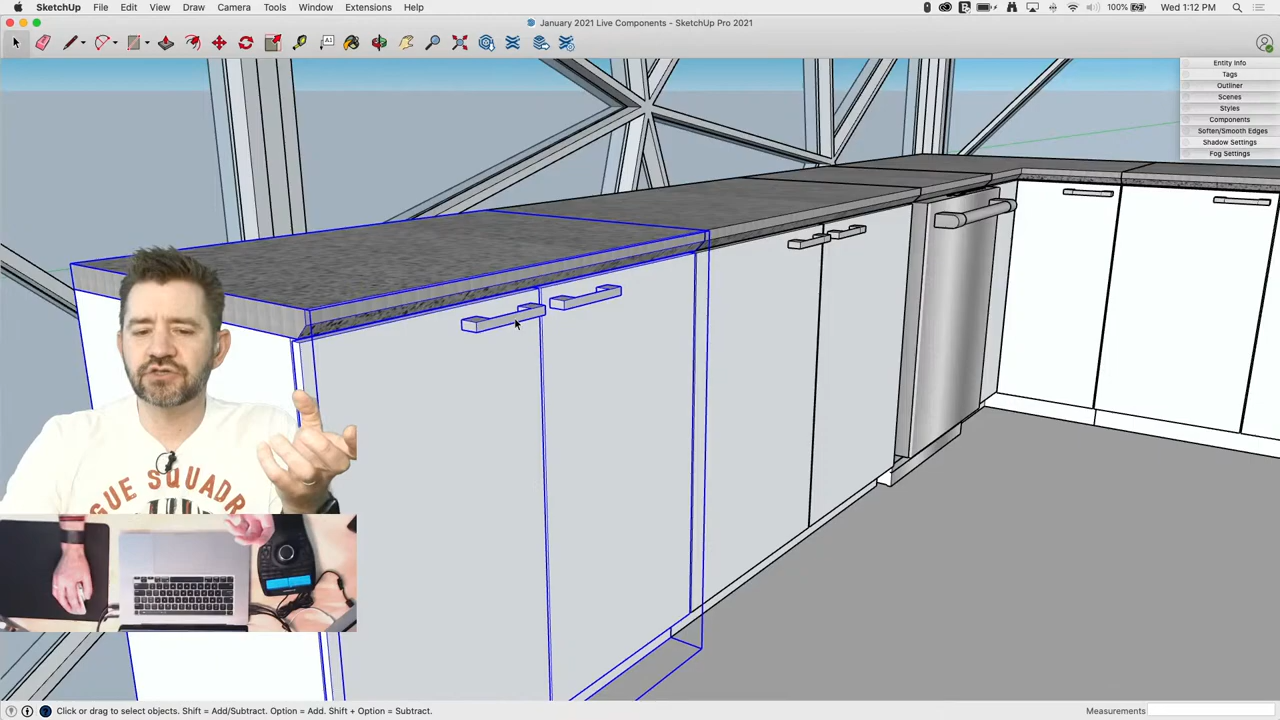 SketchUp File Edit View Draw Camera Tools Window Extensions Help 100% Wed 1:12 PM
January 2021 Live Components - SketchUp Pro 2021
Entity Info
Tags
Outliner
Scenes
Styles
Components
Soften/Smooth Edges
Shadow Settings
Fog Settings
GUE SQUAD
Click or drag to select objects. Shift = Add/Subtract. Option = Add. Shift + Option = Subtract. Measurements